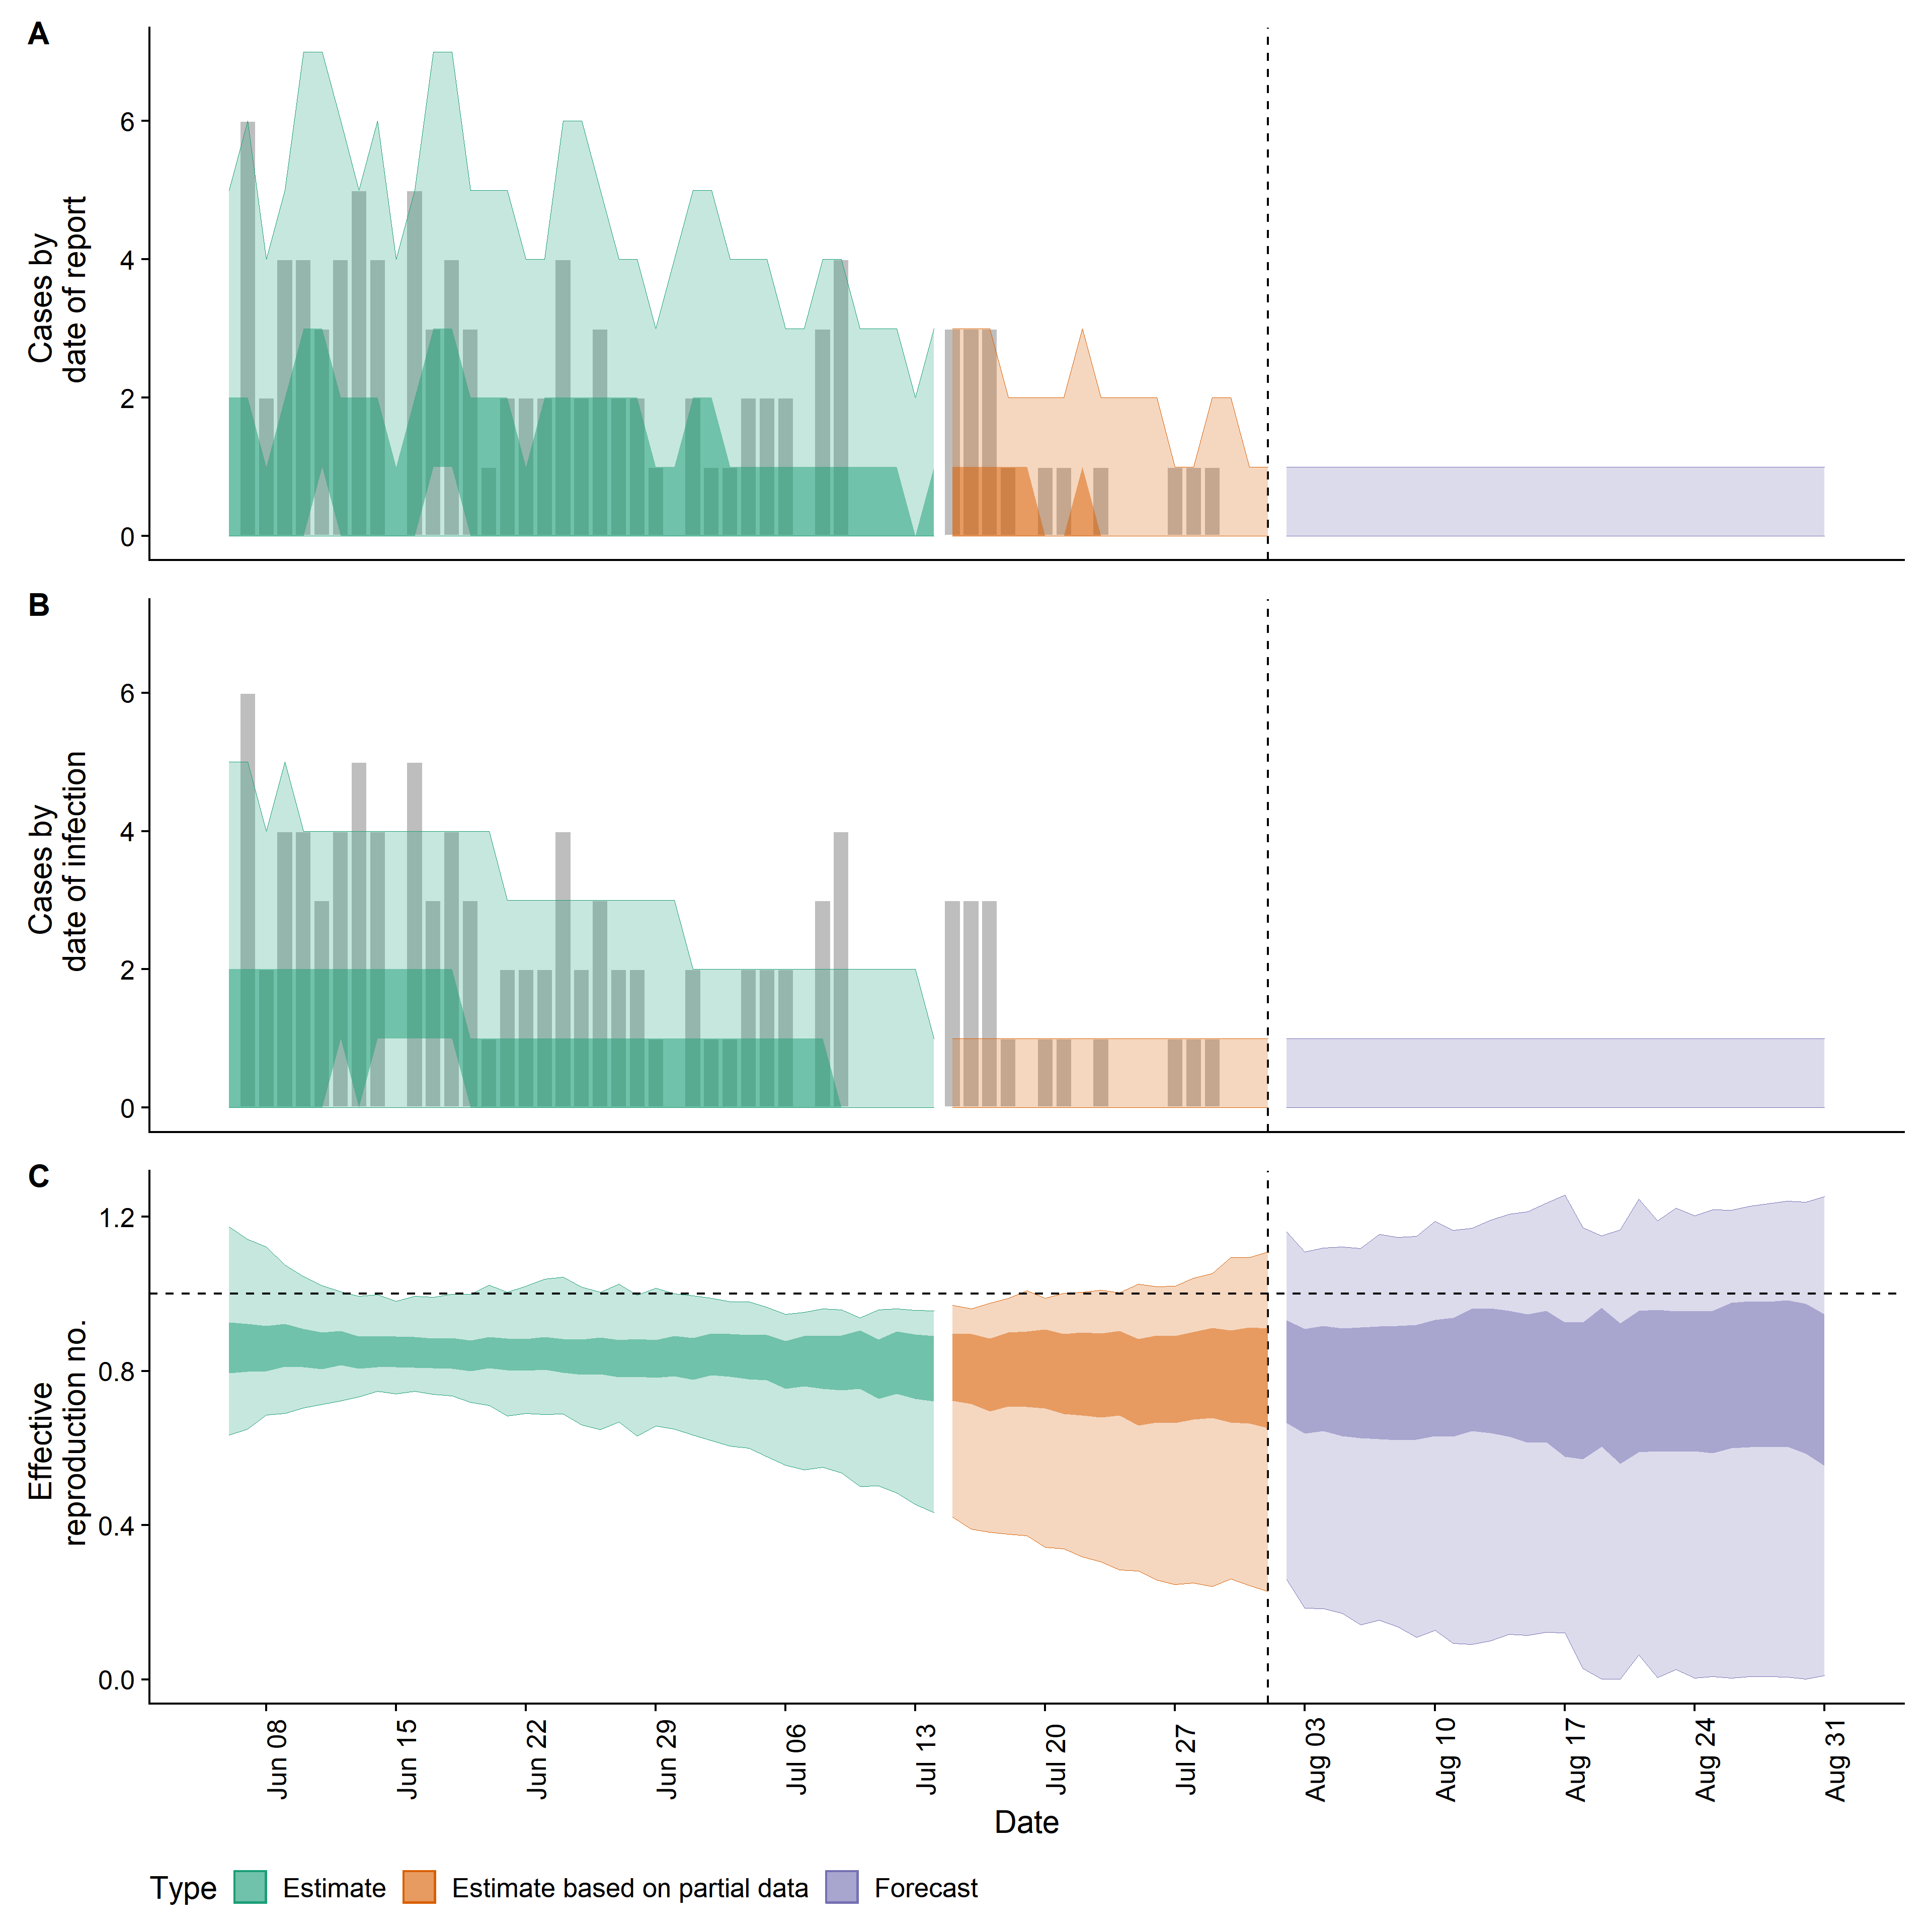 A
6
4
2
0
Cases by
date of report
B
6
4
2
0
Cases by
date of infection
C
1.2
0.8
0.4
0.0
Effective
reproduction no.
Jun 08
Jun 15
Jun 22
Jun 29
Jul 06
Jul 13
Jul 20
Jul 27
Aug 03
Aug 10
Aug 17
Aug 24
Aug 31
Date
Type Estimate Estimate based on partial data Forecast